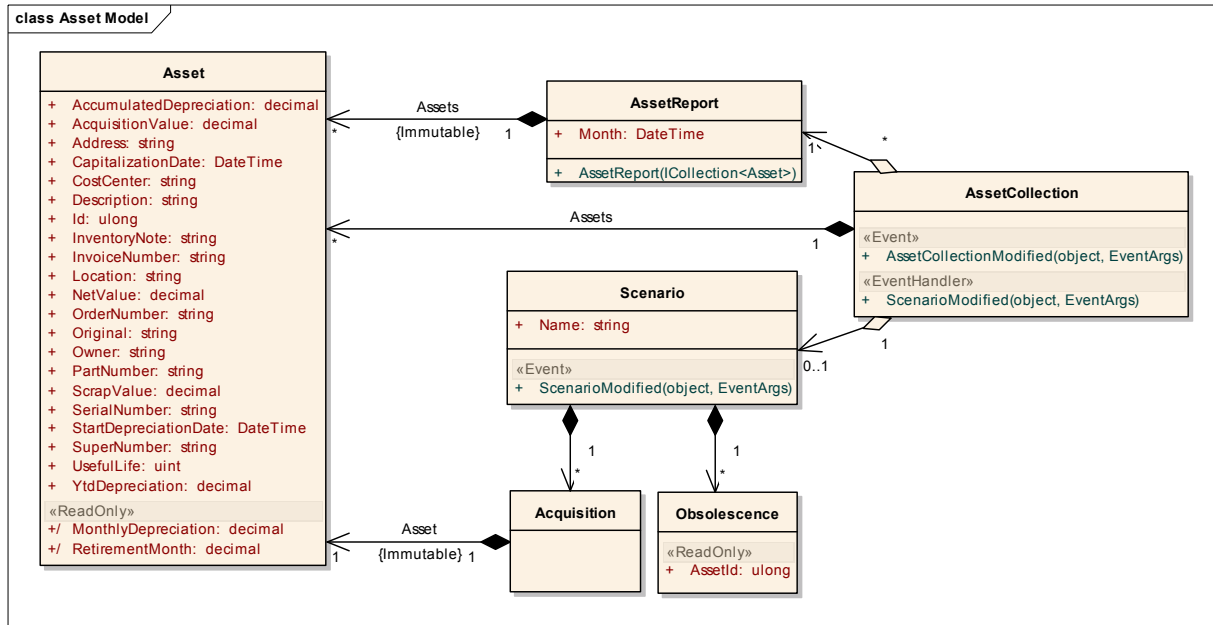 class Asset Model
Asset
+ AccumulatedDepreciation: decimal
+ AcquisitionValue: decimal
+ Address: string
+ CapitalizationDate: DateTime
+ CostCenter: string
+ Description: string
+ Id: ulong
+ InventoryNote: string
+ InvoiceNumber: string
+ Location: string
+ NetValue: decimal
+ OrderNumber: string
+ Original: string
+ Owner: string
+ PartNumber: string
+ ScrapValue: decimal
+ SerialNumber: string
+ StartDepreciationDate: DateTime
+ SuperNumber: string
+ UsefulLife: uint
+ YtdDepreciation: decimal
«ReadOnly»
+/ MonthlyDepreciation: decimal
+/ RetirementMonth: decimal
Assets
{Immutable}
*
1
AssetReport
+ Month: DateTime
+ AssetReport(ICollection<Asset>)
1
*
AssetCollection
«Event»
+ AssetCollectionModified(object, EventArgs)
«EventHandler»
+ ScenarioModified(object, EventArgs)
Assets
*
1
Scenario
+ Name: string
«Event»
+ ScenarioModified(object, EventArgs)
0..1
1
1
*
1
*
Acquisition
Obsolescence
«ReadOnly»
+ AssetId: ulong
Asset
{Immutable}
1
1